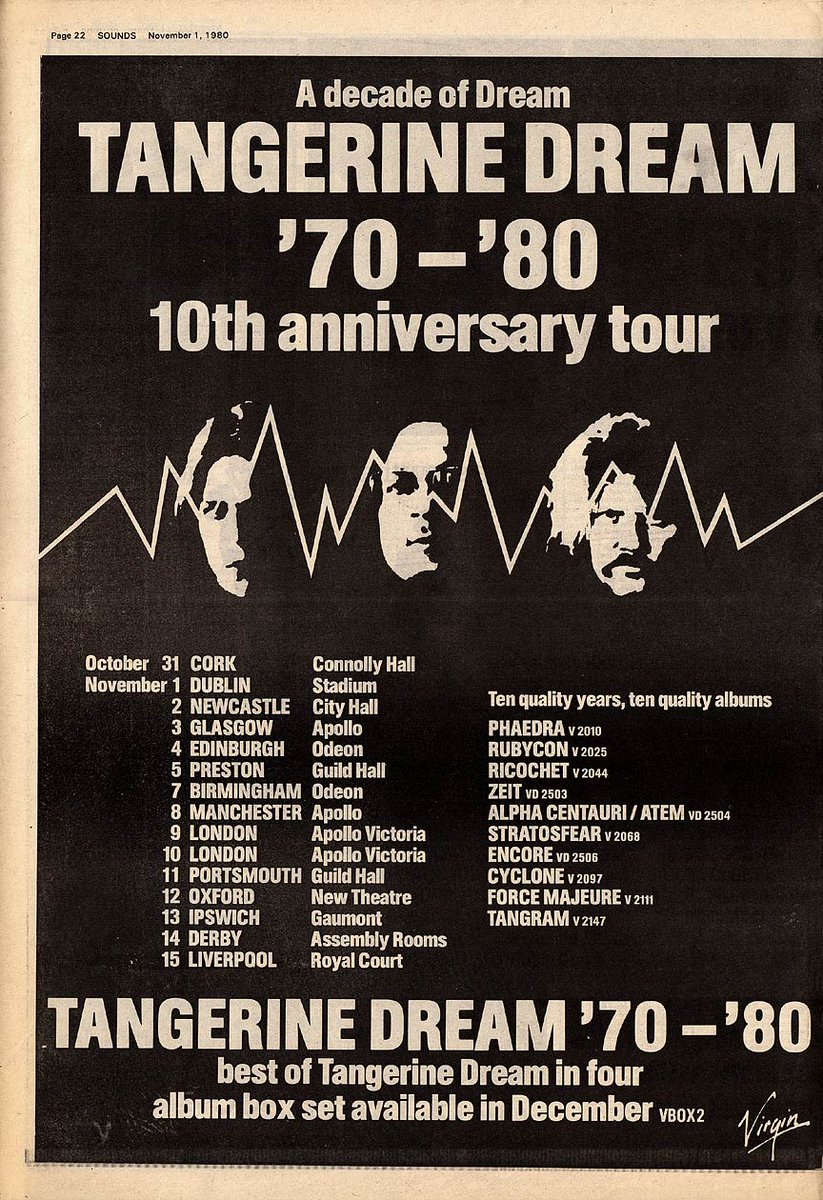 Page 22 SOUNDS November 1, 1980
A decade of Dream
TANGERINE DREAM
'70 – '80
10th anniversary tour
October 31 CORK Connolly Hall
November 1 DUBLIN Stadium
2 NEWCASTLE City Hall
3 GLASGOW Apollo
4 EDINBURGH Odeon
5 PRESTON Guild Hall
7 BIRMINGHAM Odeon
8 MANCHESTER Apollo
9 LONDON Apollo Victoria
10 LONDON Apollo Victoria
11 PORTSMOUTH Guild Hall
12 OXFORD New Theatre
13 IPSWICH Gaumont
14 DERBY Assembly Rooms
15 LIVERPOOL Royal Court
Ten quality years, ten quality albums
PHAEDRA V 2010
RUBYCON V 2025
RICOCHET V 2044
ZEIT VD 2503
ALPHA CENTAURI / ATEM VD 2504
STRATOSFEAR V 2068
ENCORE VD 2506
CYCLONE V 2097
FORCE MAJEURE V 2111
TANGRAM V 2147
TANGERINE DREAM '70 – '80
best of Tangerine Dream in four
album box set available in December VBOX2
Virgin